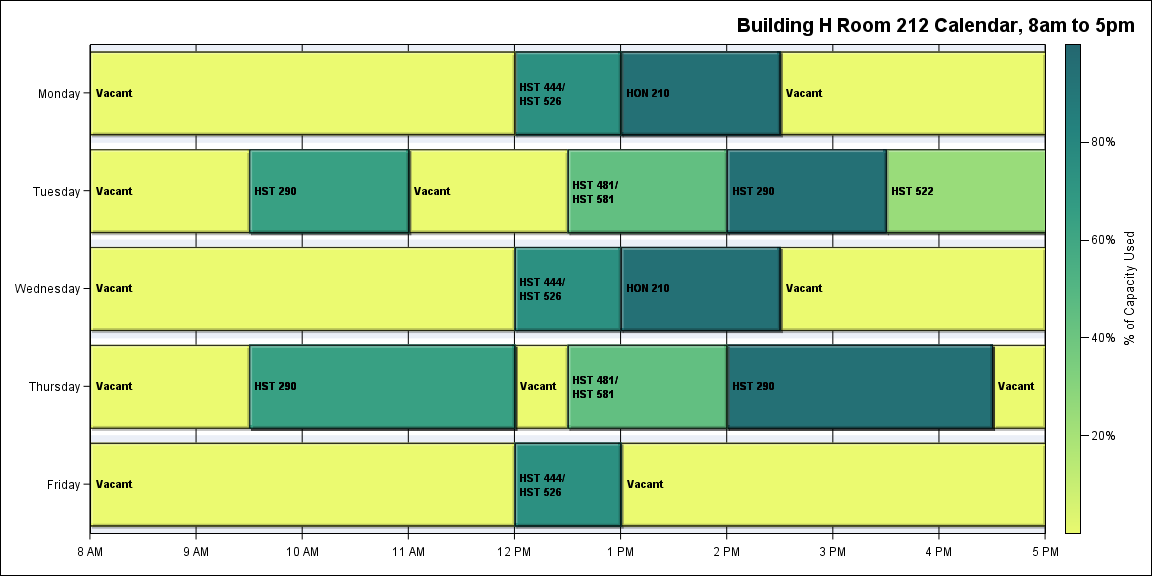 Building H Room 212 Calendar, 8am to 5pm
Monday
Vacant
HST 444/
HST 526
HON 210
Vacant
Tuesday
Vacant
HST 290
Vacant
HST 481/
HST 581
HST 290
HST 522
Wednesday
Vacant
HST 444/
HST 526
HON 210
Vacant
Thursday
Vacant
HST 290
Vacant
HST 481/
HST 581
HST 290
Vacant
Friday
Vacant
HST 444/
HST 526
Vacant
8 AM
9 AM
10 AM
11 AM
12 PM
1 PM
2 PM
3 PM
4 PM
5 PM
80%
60%
40%
20%
% of Capacity Used